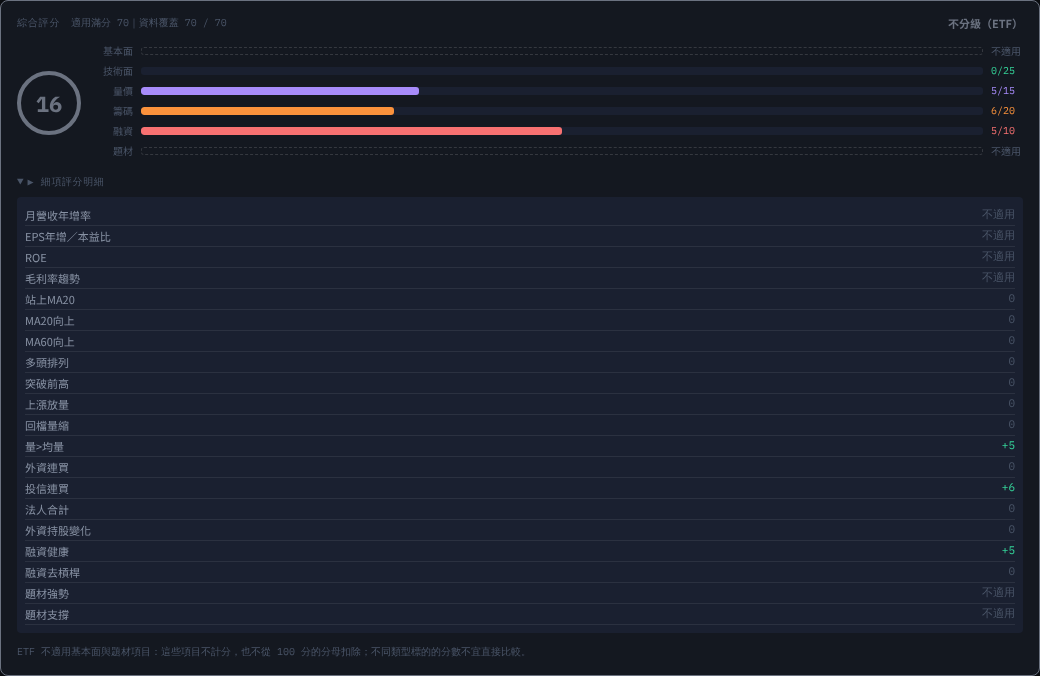 綜合評分 適用滿分 70｜資料覆蓋 70 / 70
不分級（ETF）
16
基本面 不適用
技術面 0/25
量價 5/15
籌碼 6/20
融資 5/10
題材 不適用
▼▶ 細項評分明細
月營收年增率 不適用
EPS年增／本益比 不適用
ROE 不適用
毛利率趨勢 不適用
站上MA20 0
MA20向上 0
MA60向上 0
多頭排列 0
突破前高 0
上漲放量 0
回檔量縮 0
量>均量 +5
外資連買 0
投信連買 +6
法人合計 0
外資持股變化 0
融資健康 +5
融資去槓桿 0
題材強勢 不適用
題材支撐 不適用
ETF 不適用基本面與題材項目：這些項目不計分，也不從 100 分的分母扣除；不同類型標的的分數不宜直接比較。